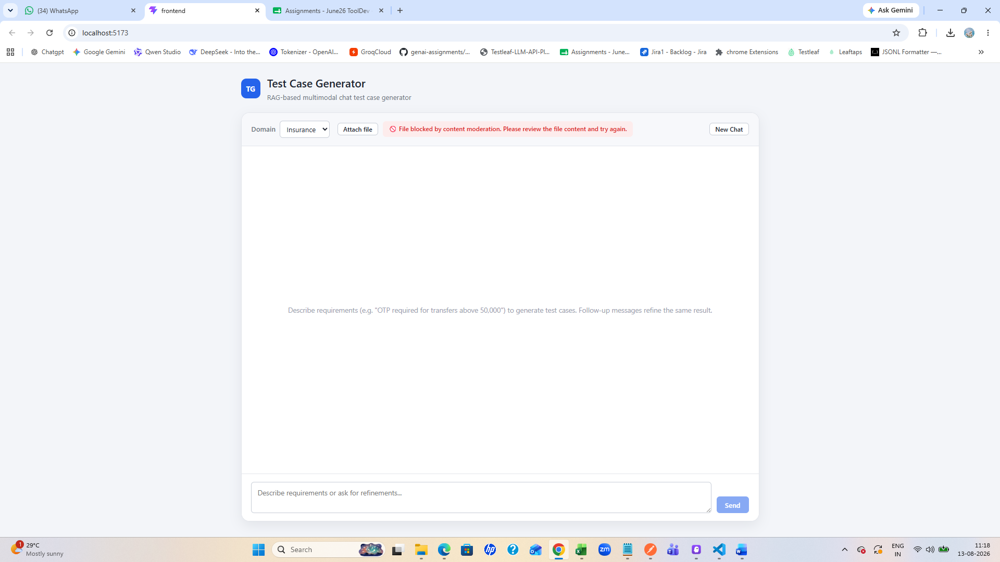 (34) WhatsApp
frontend
Assignments - June26 ToolDev
Ask Gemini
localhost:5173
Chatgpt
Google Gemini
Qwen Studio
DeepSeek - Into the...
Tokenizer - OpenAI...
GroqCloud
genai-assignments/...
Testleaf-LLM-API-Pl...
Assignments - June...
Jira1 - Backlog - Jira
chrome Extensions
Testleaf
Leaftaps
JSONL Formatter —...
TG
Test Case Generator
RAG-based multimodal chat test case generator
Domain
Insurance
Attach file
File blocked by content moderation. Please review the file content and try again.
New Chat
Describe requirements (e.g. "OTP required for transfers above 50,000") to generate test cases. Follow-up messages refine the same result.
Describe requirements or ask for refinements...
Send
1
29°C
Mostly sunny
Search
hp
zm
ENG
IN
11:18
13-08-2026